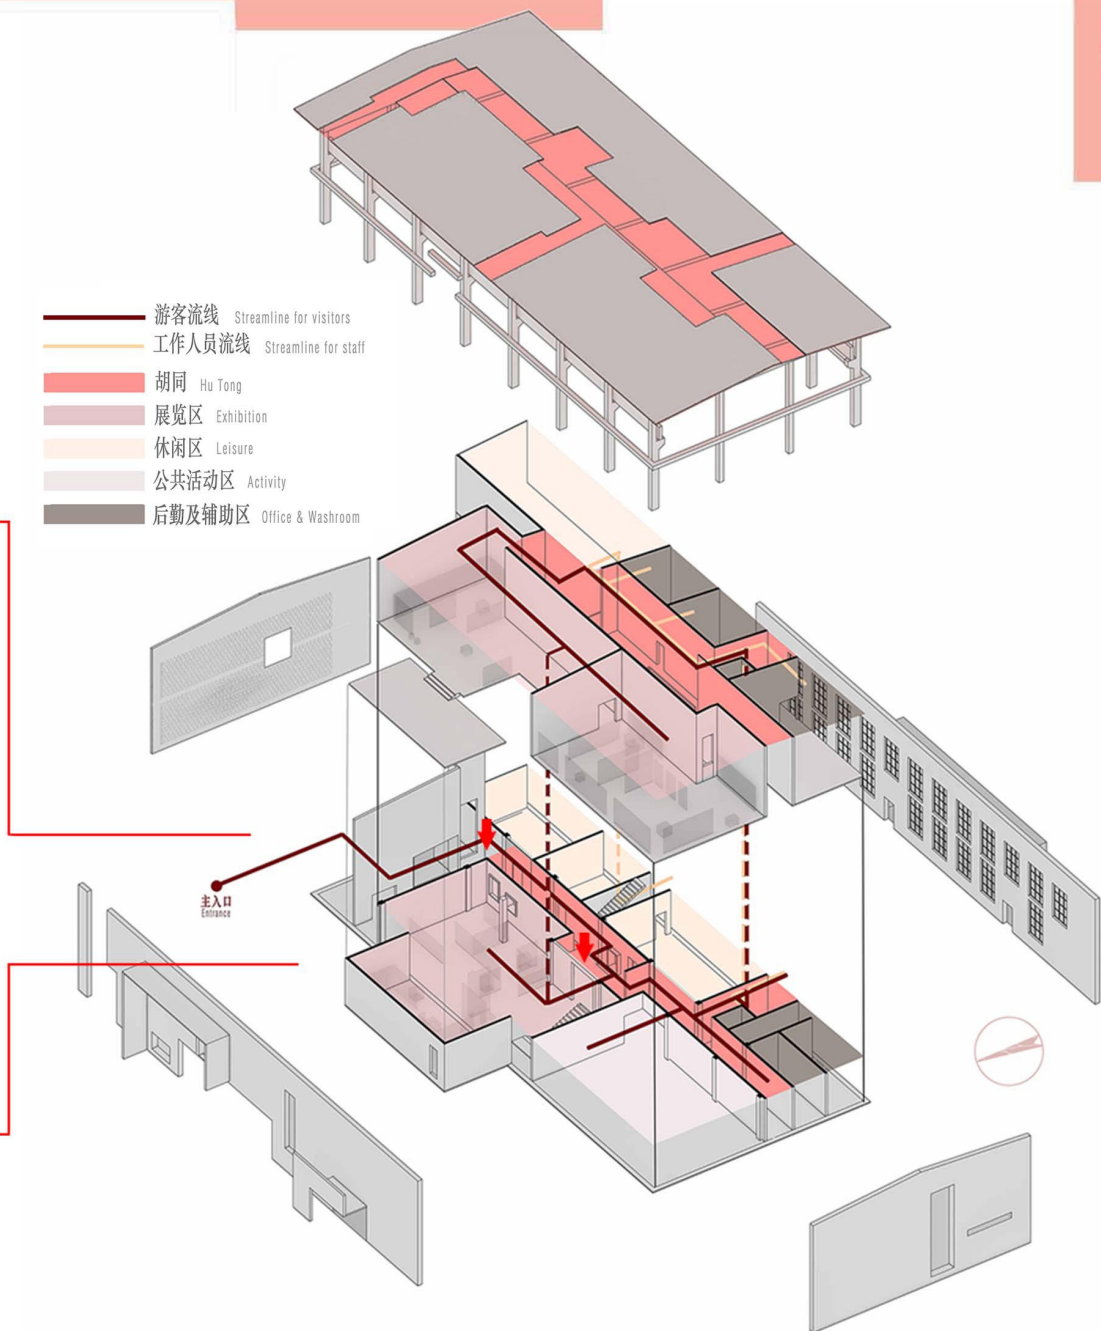 游客流线 Streamline for visitors
工作人员流线 Streamline for staff
胡同 Hu Tong
展览区 Exhibition
休闲区 Leisure
公共活动区 Activity
后勤及辅助区 Office & Washroom
主入口
Entrance